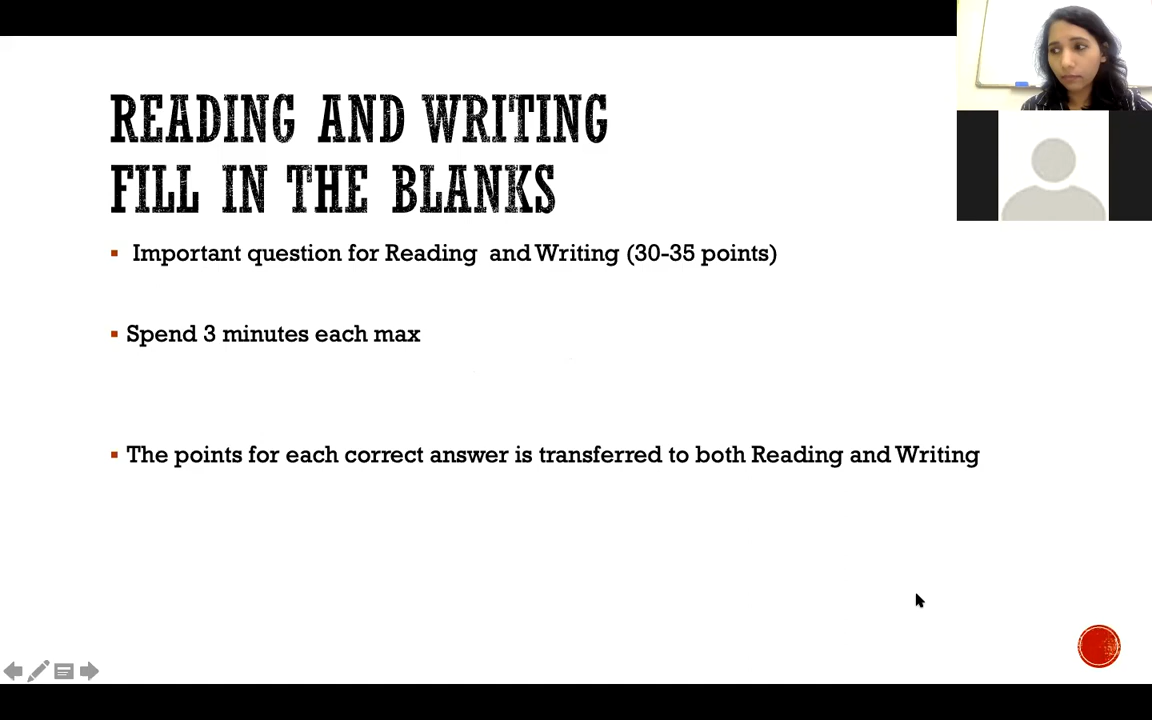 READING AND WRITING
FILL IN THE BLANKS
Important question for Reading and Writing (30-35 points)
Spend 3 minutes each max
The points for each correct answer is transferred to both Reading and Writing